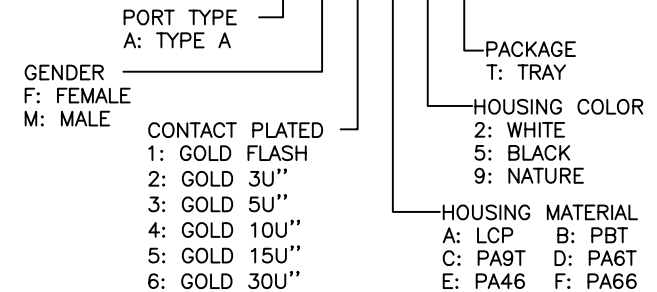 PORT TYPE
A: TYPE A
GENDER
F: FEMALE
M: MALE
CONTACT PLATED
1: GOLD FLASH
2: GOLD 3U''
3: GOLD 5U''
4: GOLD 10U''
5: GOLD 15U''
6: GOLD 30U''
PACKAGE
T: TRAY
HOUSING COLOR
2: WHITE
5: BLACK
9: NATURE
HOUSING MATERIAL
A: LCP B: PBT
C: PA9T D: PA6T
E: PA46 F: PA66